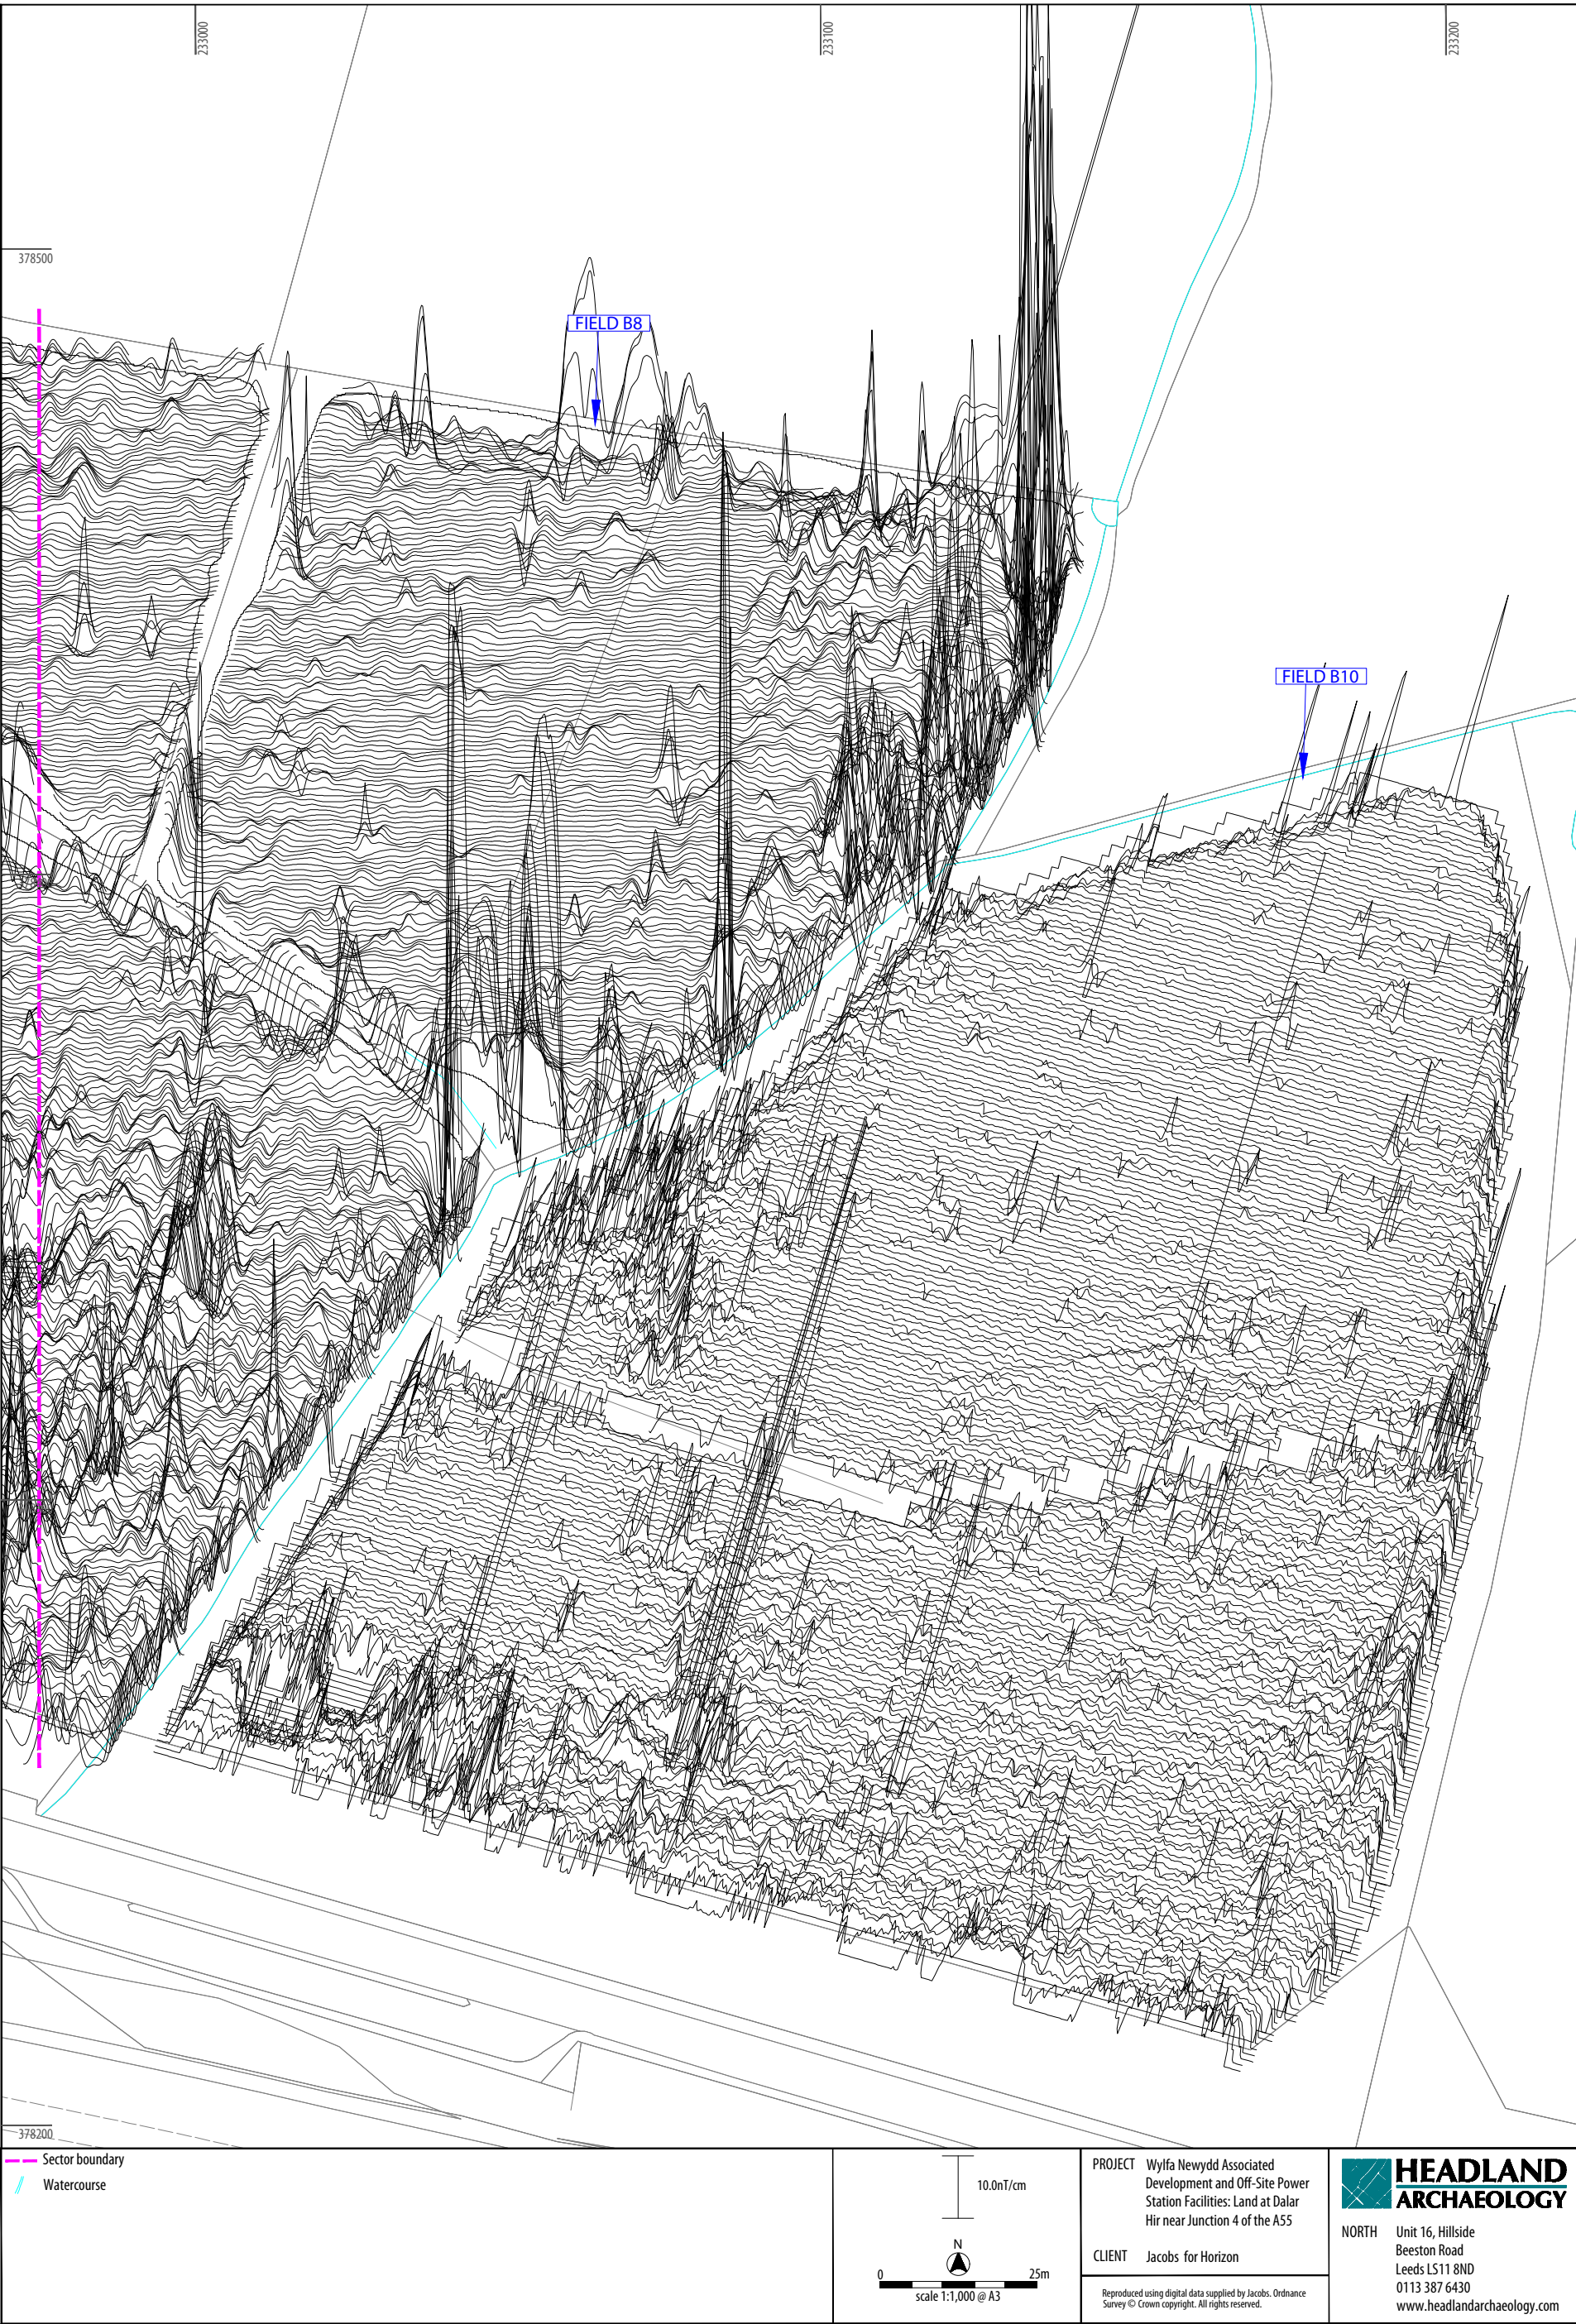 233000
233100
233200
378500
FIELD B8
FIELD B10
378200
Sector boundary
Watercourse
10.0nT/cm
N
0
25m
scale 1:1,000 @ A3
PROJECT Wylfa Newydd Associated
Development and Off-Site Power
Station Facilities: Land at Dalar
Hir near Junction 4 of the A55
CLIENT Jacobs for Horizon
Reproduced using digital data supplied by Jacobs. Ordnance
Survey © Crown copyright. All rights reserved.
HEADLAND
ARCHAEOLOGY
NORTH Unit 16, Hillside
Beeston Road
Leeds LS11 8ND
0113 387 6430
www.headlandarchaeology.com